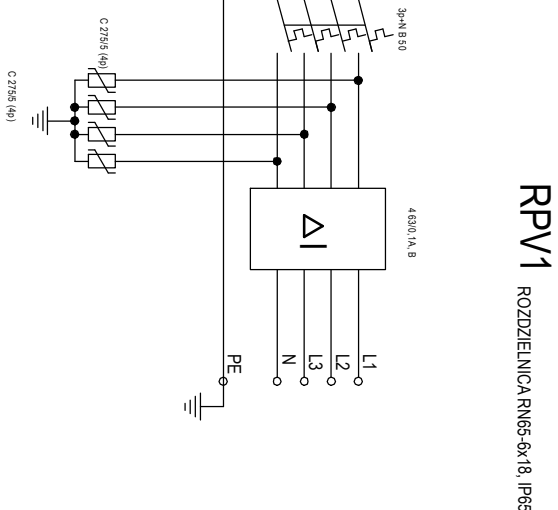 RPV1 ROZDZIELNICA RN65-6x18, IP65
3p+N B 50
C 275/5 (4p)
C 275/5 (4p)
4 63/0,1A, B
ΔI
L1
L2
L3
N
PE